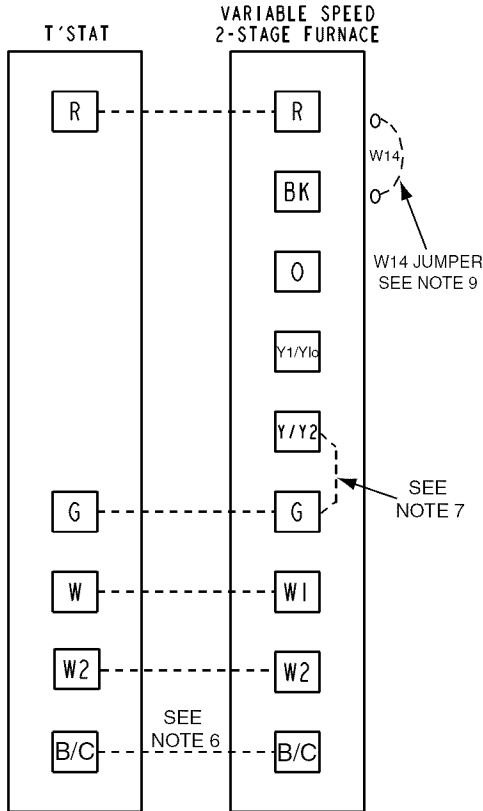 T'STAT
VARIABLE SPEED
2-STAGE FURNACE
R
R
W14
BK
W14 JUMPER
SEE NOTE 9
O
Y1/Ylo
Y/Y2
SEE
NOTE 7
G
G
W
W1
W2
W2
SEE
NOTE 6
B/C
B/C